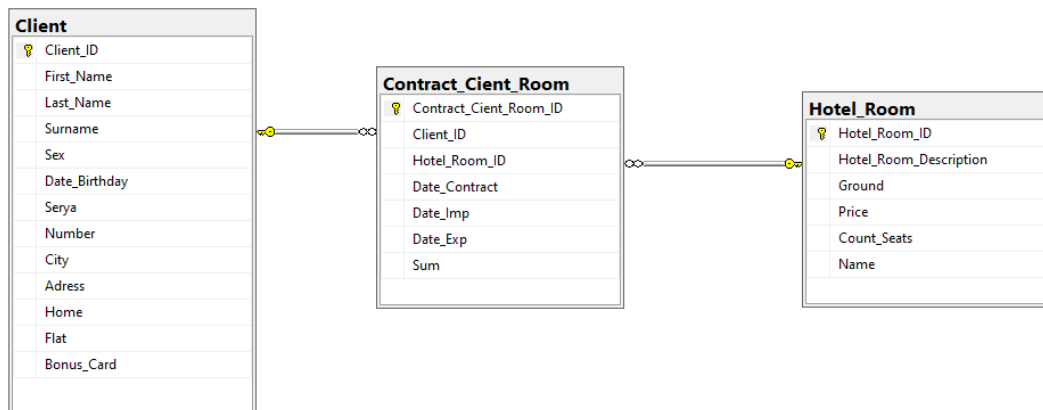 Client
Client_ID
First_Name
Last_Name
Surname
Sex
Date_Birthday
Serya
Number
City
Adress
Home
Flat
Bonus_Card
Contract_Cient_Room
Contract_Cient_Room_ID
Client_ID
Hotel_Room_ID
Date_Contract
Date_Imp
Date_Exp
Sum
Hotel_Room
Hotel_Room_ID
Hotel_Room_Description
Ground
Price
Count_Seats
Name